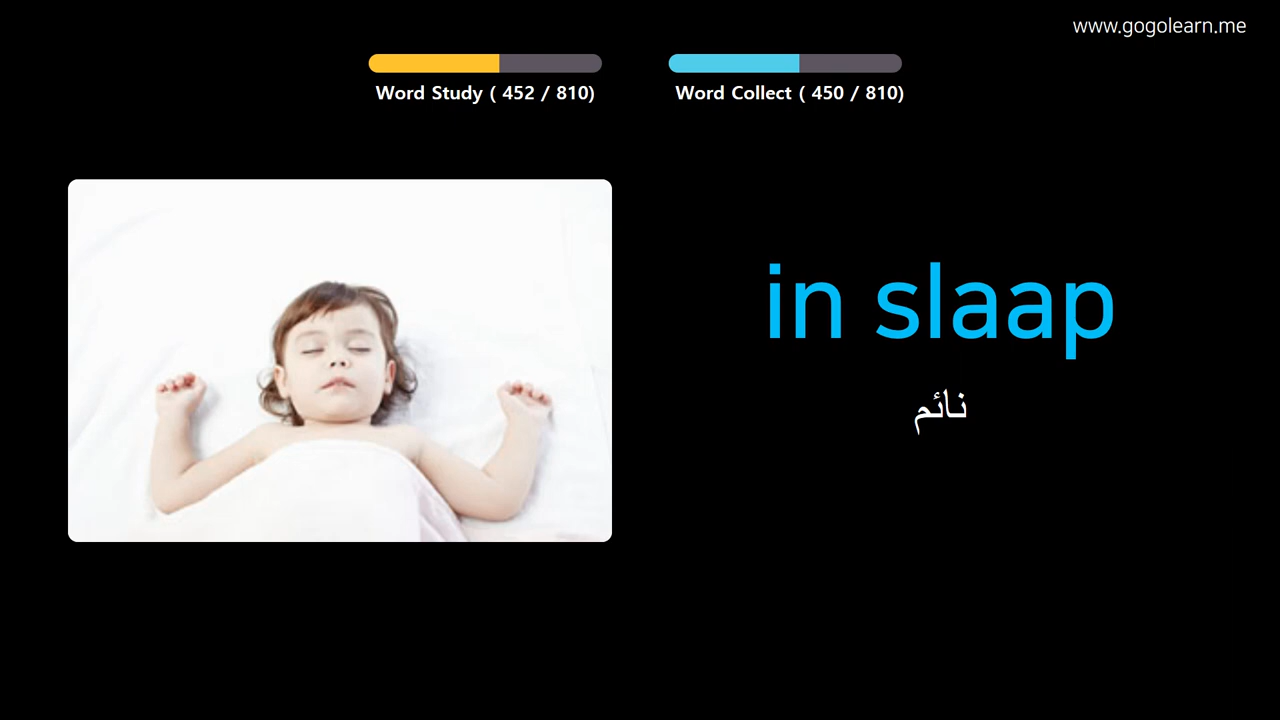 www.gogolearn.me
Word Study ( 452 / 810)
Word Collect ( 450 / 810)
in slaap
نائم